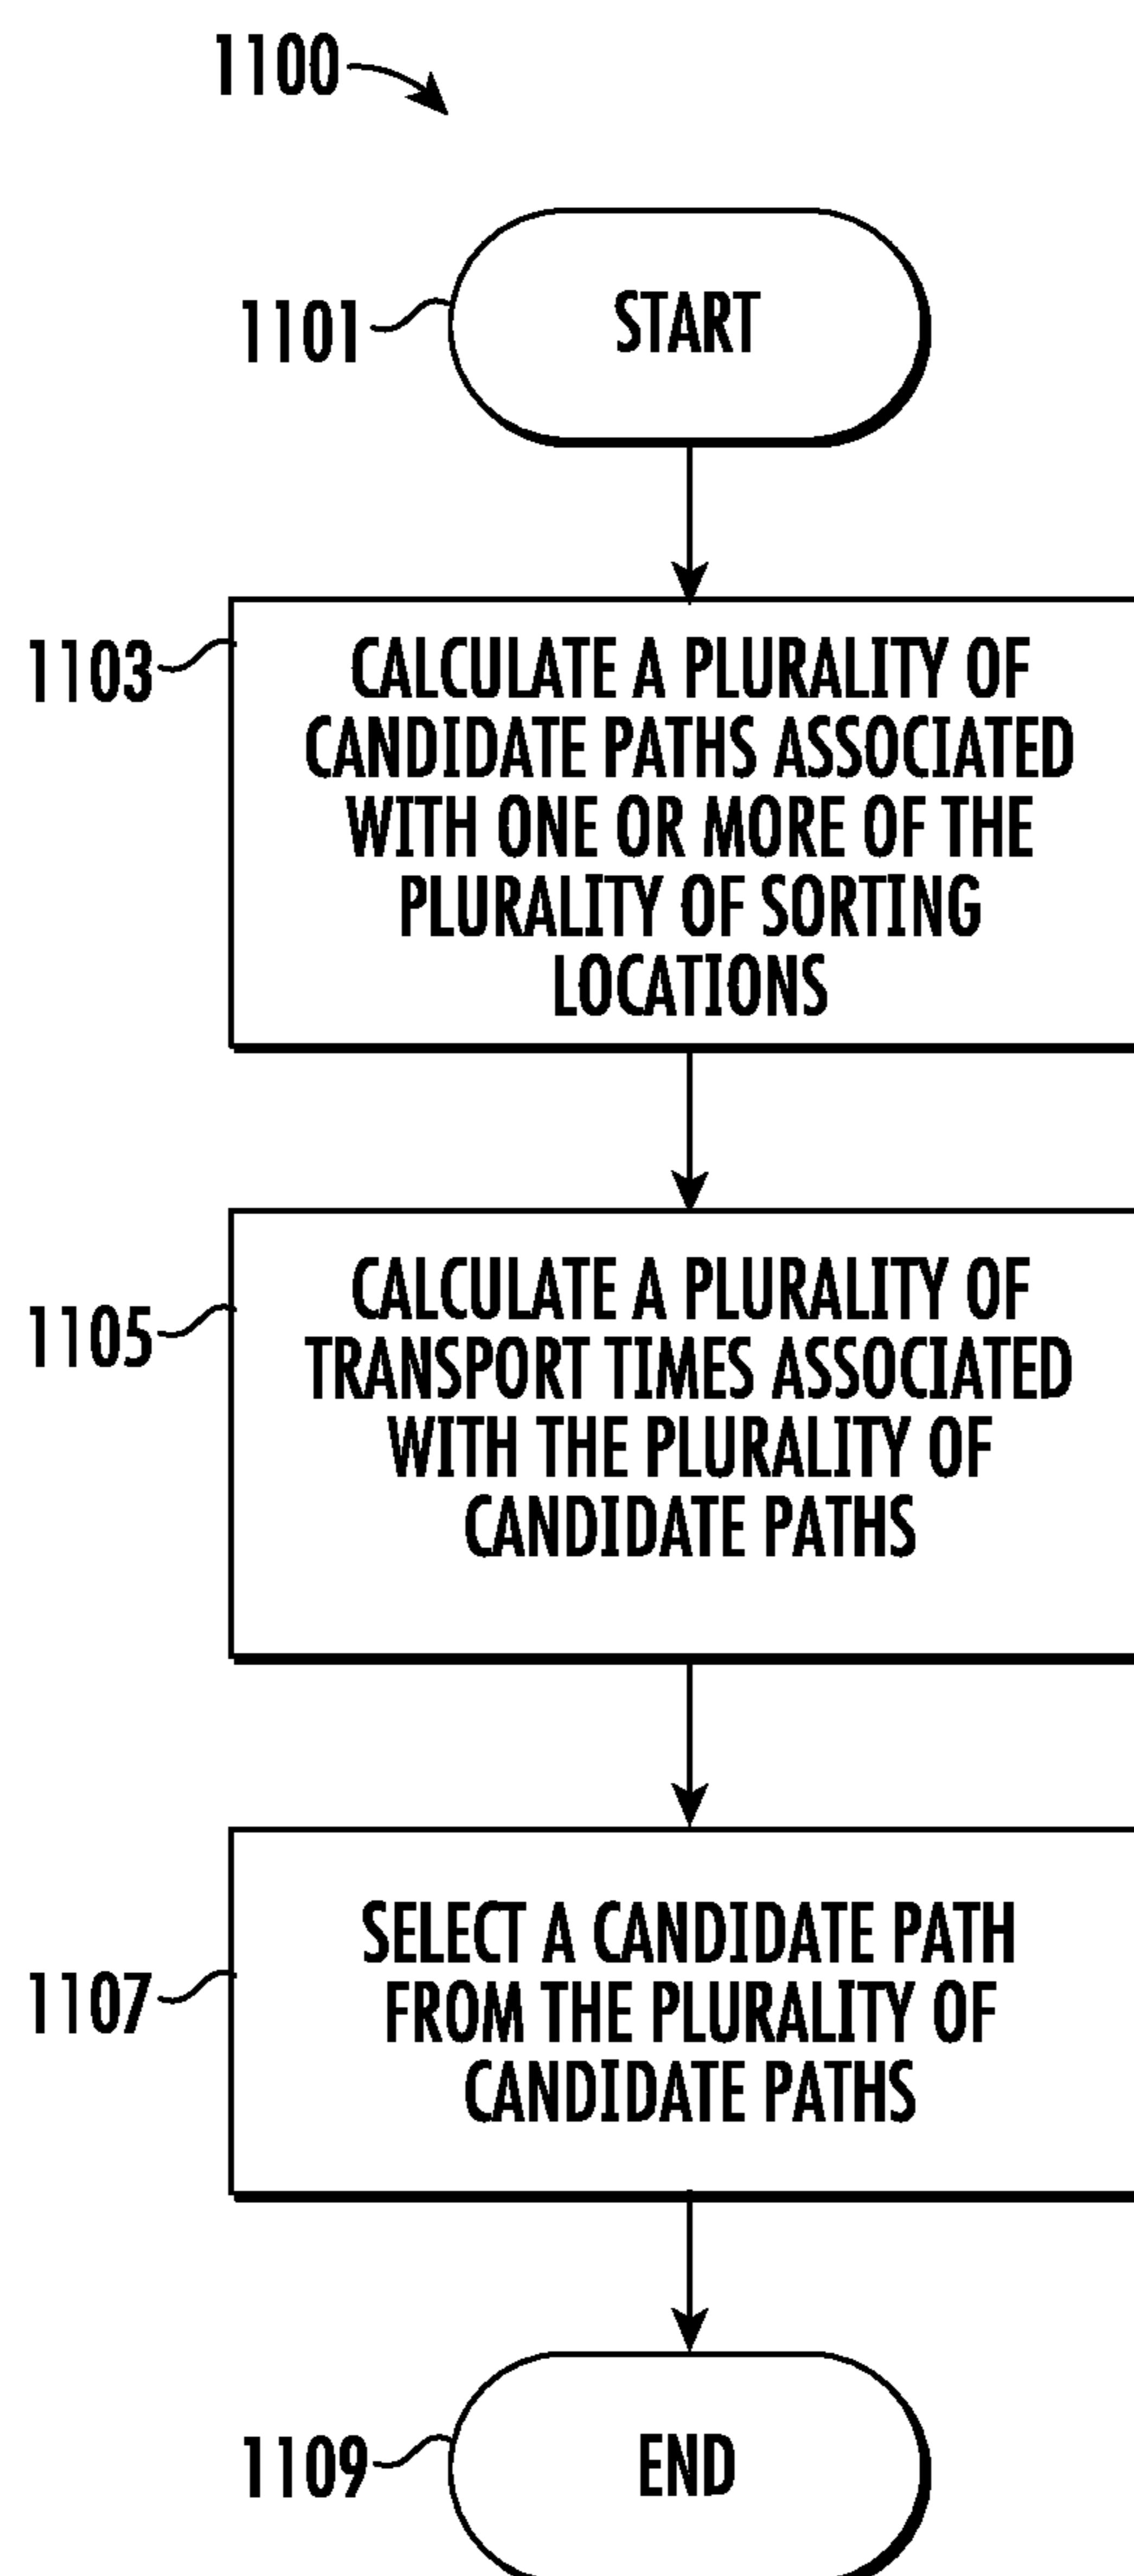 1100
1101
START
1103
CALCULATE A PLURALITY OF
CANDIDATE PATHS ASSOCIATED
WITH ONE OR MORE OF THE
PLURALITY OF SORTING
LOCATIONS
1105
CALCULATE A PLURALITY OF
TRANSPORT TIMES ASSOCIATED
WITH THE PLURALITY OF
CANDIDATE PATHS
1107
SELECT A CANDIDATE PATH
FROM THE PLURALITY OF
CANDIDATE PATHS
1109
END